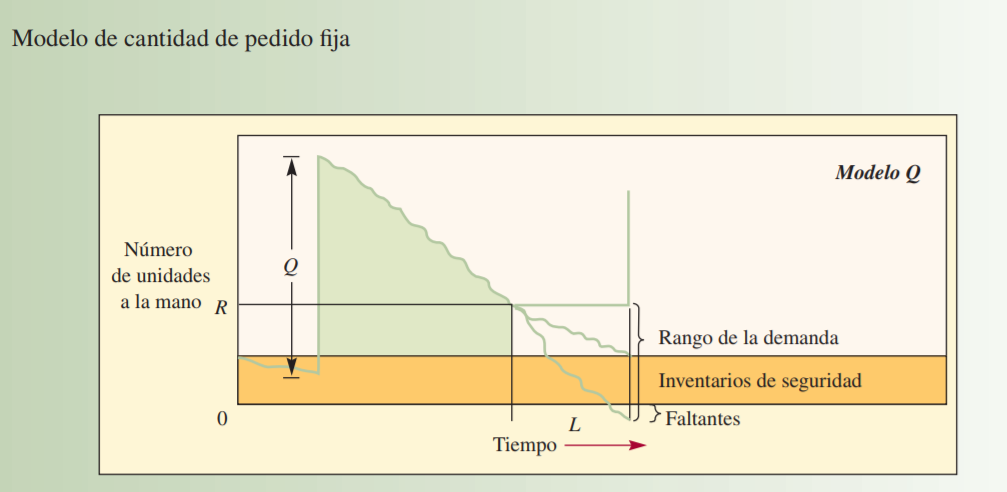 Modelo de cantidad de pedido fija
Modelo Q
Número
de unidades
a la mano
R
Q
Rango de la demanda
Inventarios de seguridad
0
Faltantes
L
Tiempo